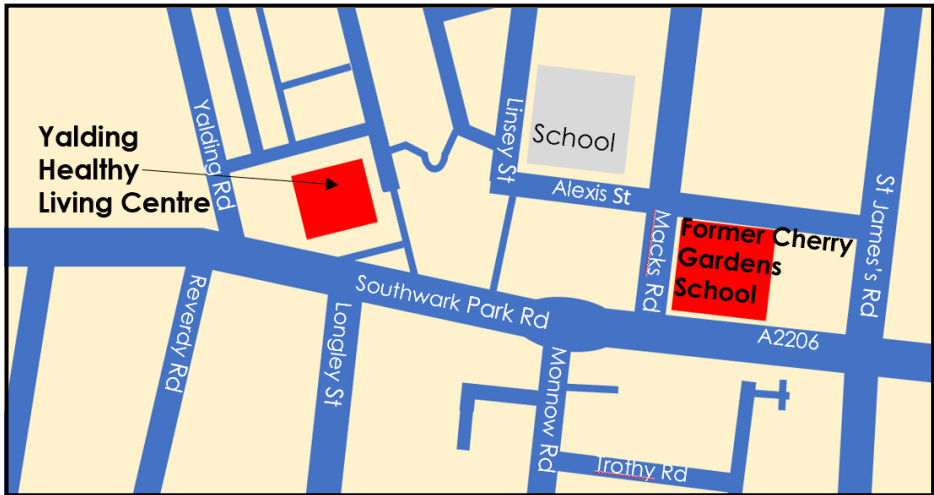 Yalding
Healthy
Living Centre
Yalding Rd
Linsey St
School
Alexis St
St James's Rd
Macks Rd
Former Cherry
Gardens
School
Reverdy Rd
Longley St
Southwark Park Rd
A2206
Monnow Rd
Trothy Rd